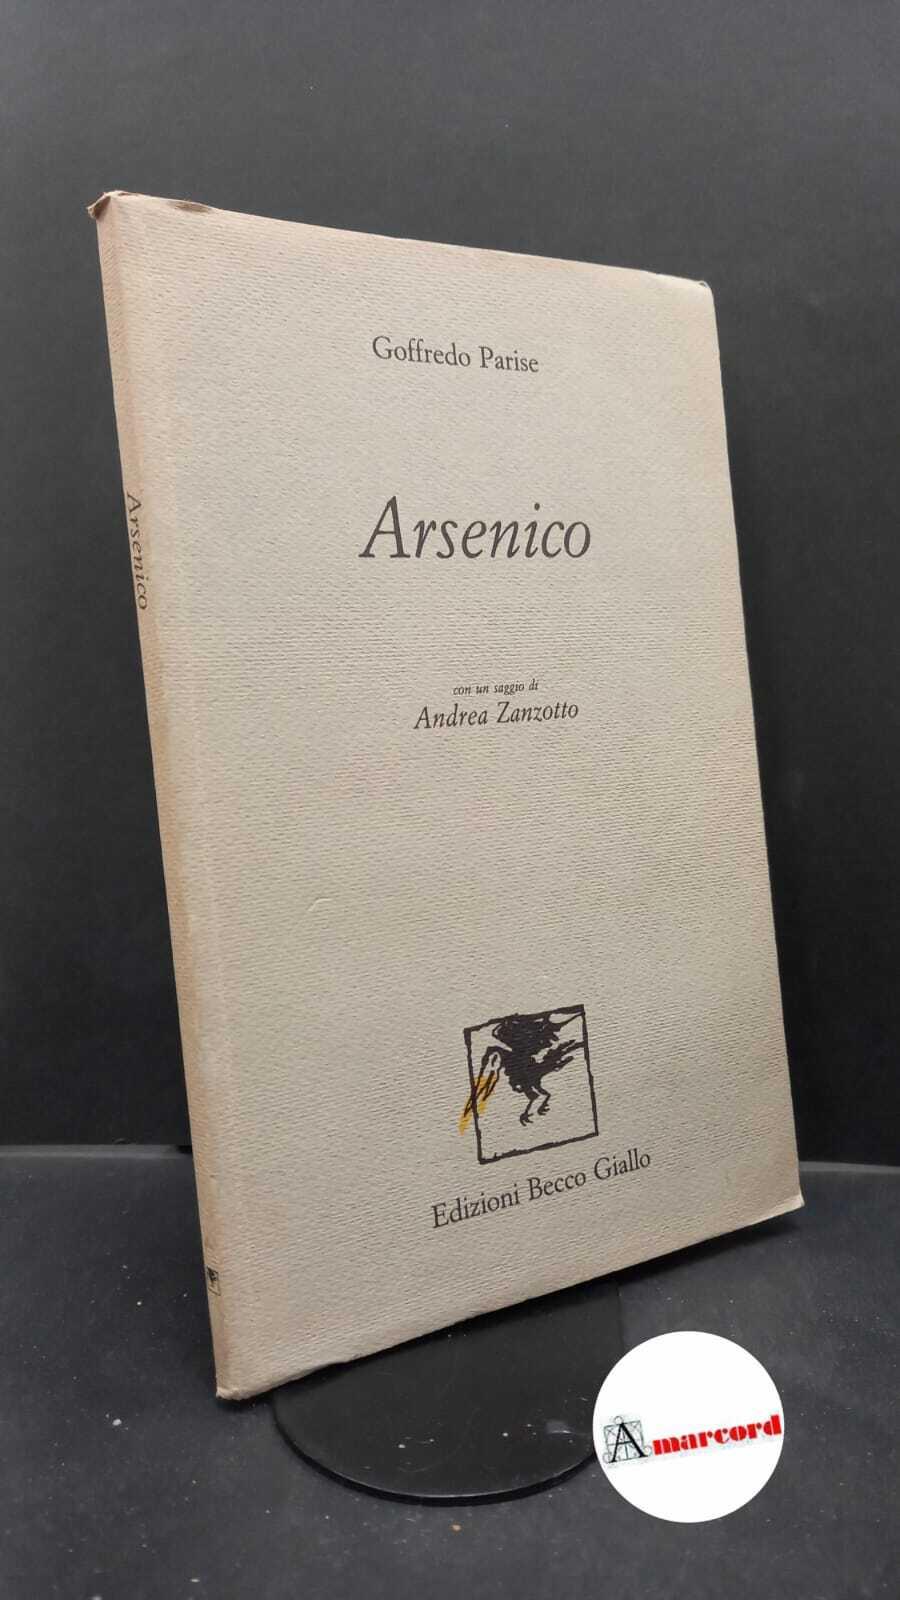 Goffredo Parise
Arsenico
con un saggio di
Andrea Zanzotto
Edizioni Becco Giallo
Arsenico
Amarcord